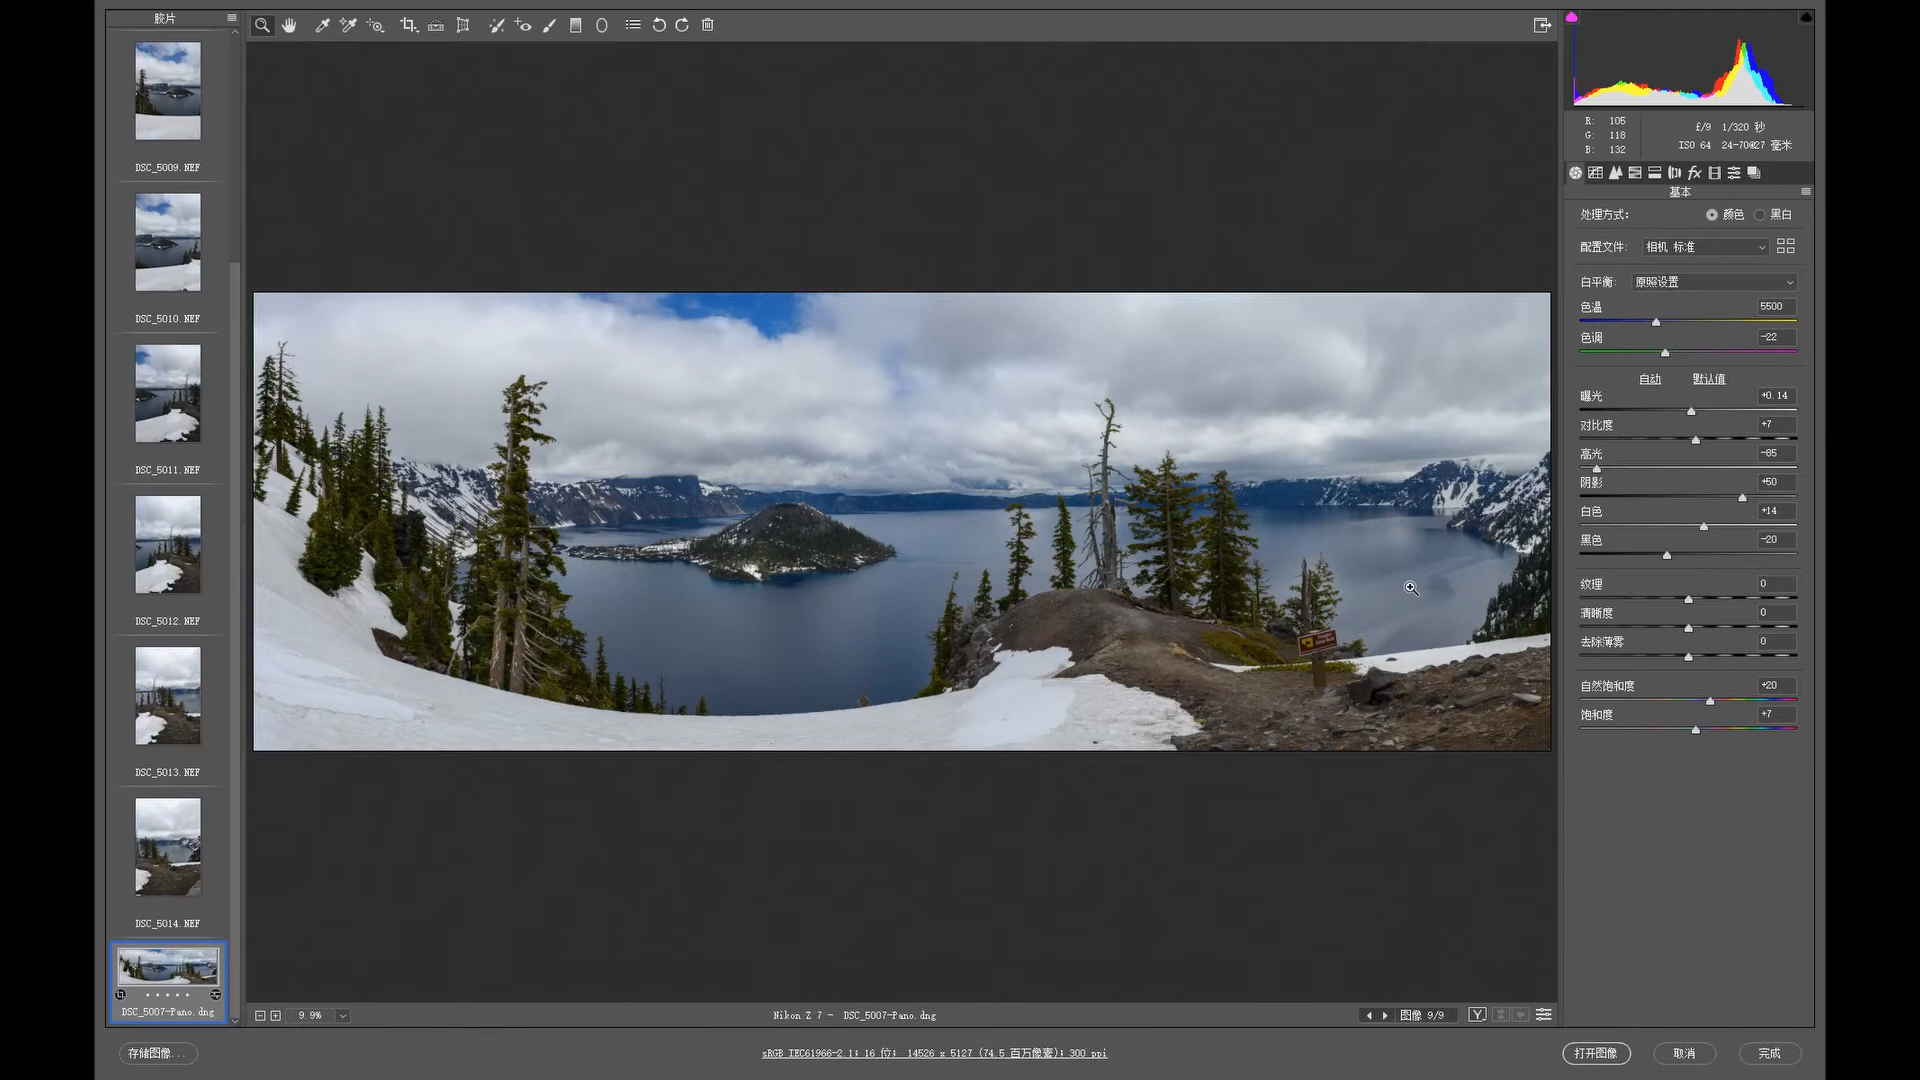 胶片
DSC_5009.NEF
DSC_5010.NEF
DSC_5011.NEF
DSC_5012.NEF
DSC_5013.NEF
DSC_5014.NEF
DSC_5007-Pano.dng
9.9%
Nikon Z 7 - DSC_5007-Pano.dng
图像 9/9
存储图像...
sRGB IEC61966-2.1; 16 位; 14526 x 5127 (74.5 百万像素); 300 ppi
打开图像
取消
完成
R: 105
G: 118
B: 132
f/9 1/320 秒
ISO 64 24-70@27 毫米
基本
处理方式:
颜色
黑白
配置文件: 相机 标准
白平衡: 原照设置
色温 5500
色调 -22
自动 默认值
曝光 +0.14
对比度 +7
高光 -85
阴影 +50
白色 +14
黑色 -20
纹理 0
清晰度 0
去除薄雾 0
自然饱和度 +20
饱和度 +7